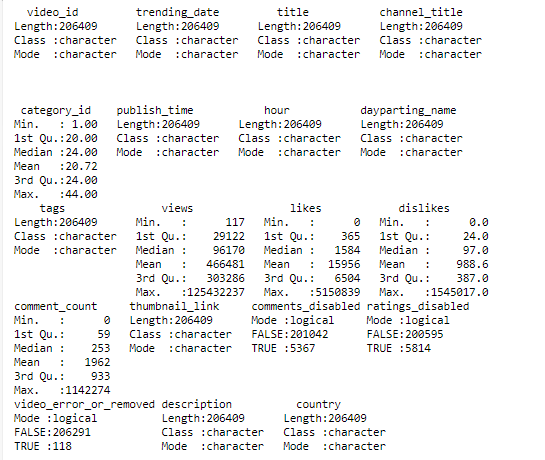 video_id trending_date title channel_title
Length:206409 Length:206409 Length:206409 Length:206409
Class :character Class :character Class :character Class :character
Mode :character Mode :character Mode :character Mode :character
category_id publish_time hour dayparting_name
Min. : 1.00 Length:206409 Length:206409 Length:206409
1st Qu.:20.00 Class :character Class :character Class :character
Median :24.00 Mode :character Mode :character Mode :character
Mean :20.72
3rd Qu.:24.00
Max. :44.00
tags views likes dislikes
Length:206409 Min. : 117 Min. : 0 Min. : 0.0
Class :character 1st Qu.: 29122 1st Qu.: 365 1st Qu.: 24.0
Mode :character Median : 96170 Median : 1584 Median : 97.0
Mean : 466481 Mean : 15956 Mean : 988.6
3rd Qu.: 303286 3rd Qu.: 6504 3rd Qu.: 387.0
Max. :125432237 Max. :5150839 Max. :1545017.0
comment_count thumbnail_link comments_disabled ratings_disabled
Min. : 0 Length:206409 Mode :logical Mode :logical
1st Qu.: 59 Class :character FALSE:201042 FALSE:200595
Median : 253 Mode :character TRUE :5367 TRUE :5814
Mean : 1962
3rd Qu.: 933
Max. :1142274
video_error_or_removed description country
Mode :logical Length:206409 Length:206409
FALSE:206291 Class :character Class :character
TRUE :118 Mode :character Mode :character